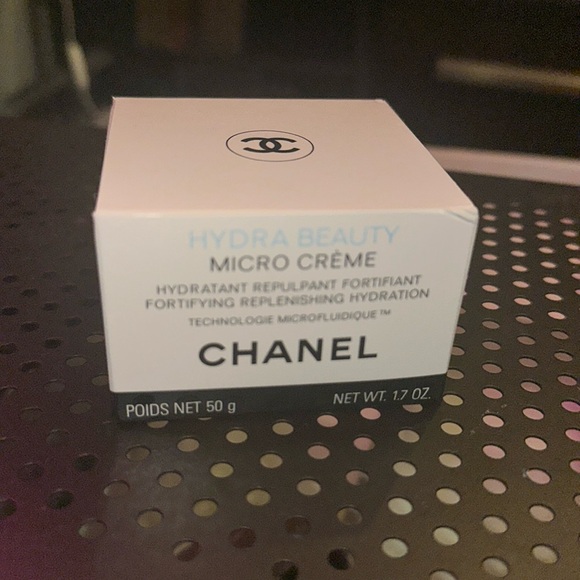 HYDRA BEAUTY
MICRO CRÈME
HYDRATANT REPULPANT FORTIFIANT
FORTIFYING REPLENISHING HYDRATION
TECHNOLOGIE MICROFLUIDIQUE™
CHANEL
POIDS NET 50 g NET WT. 1.7 OZ.